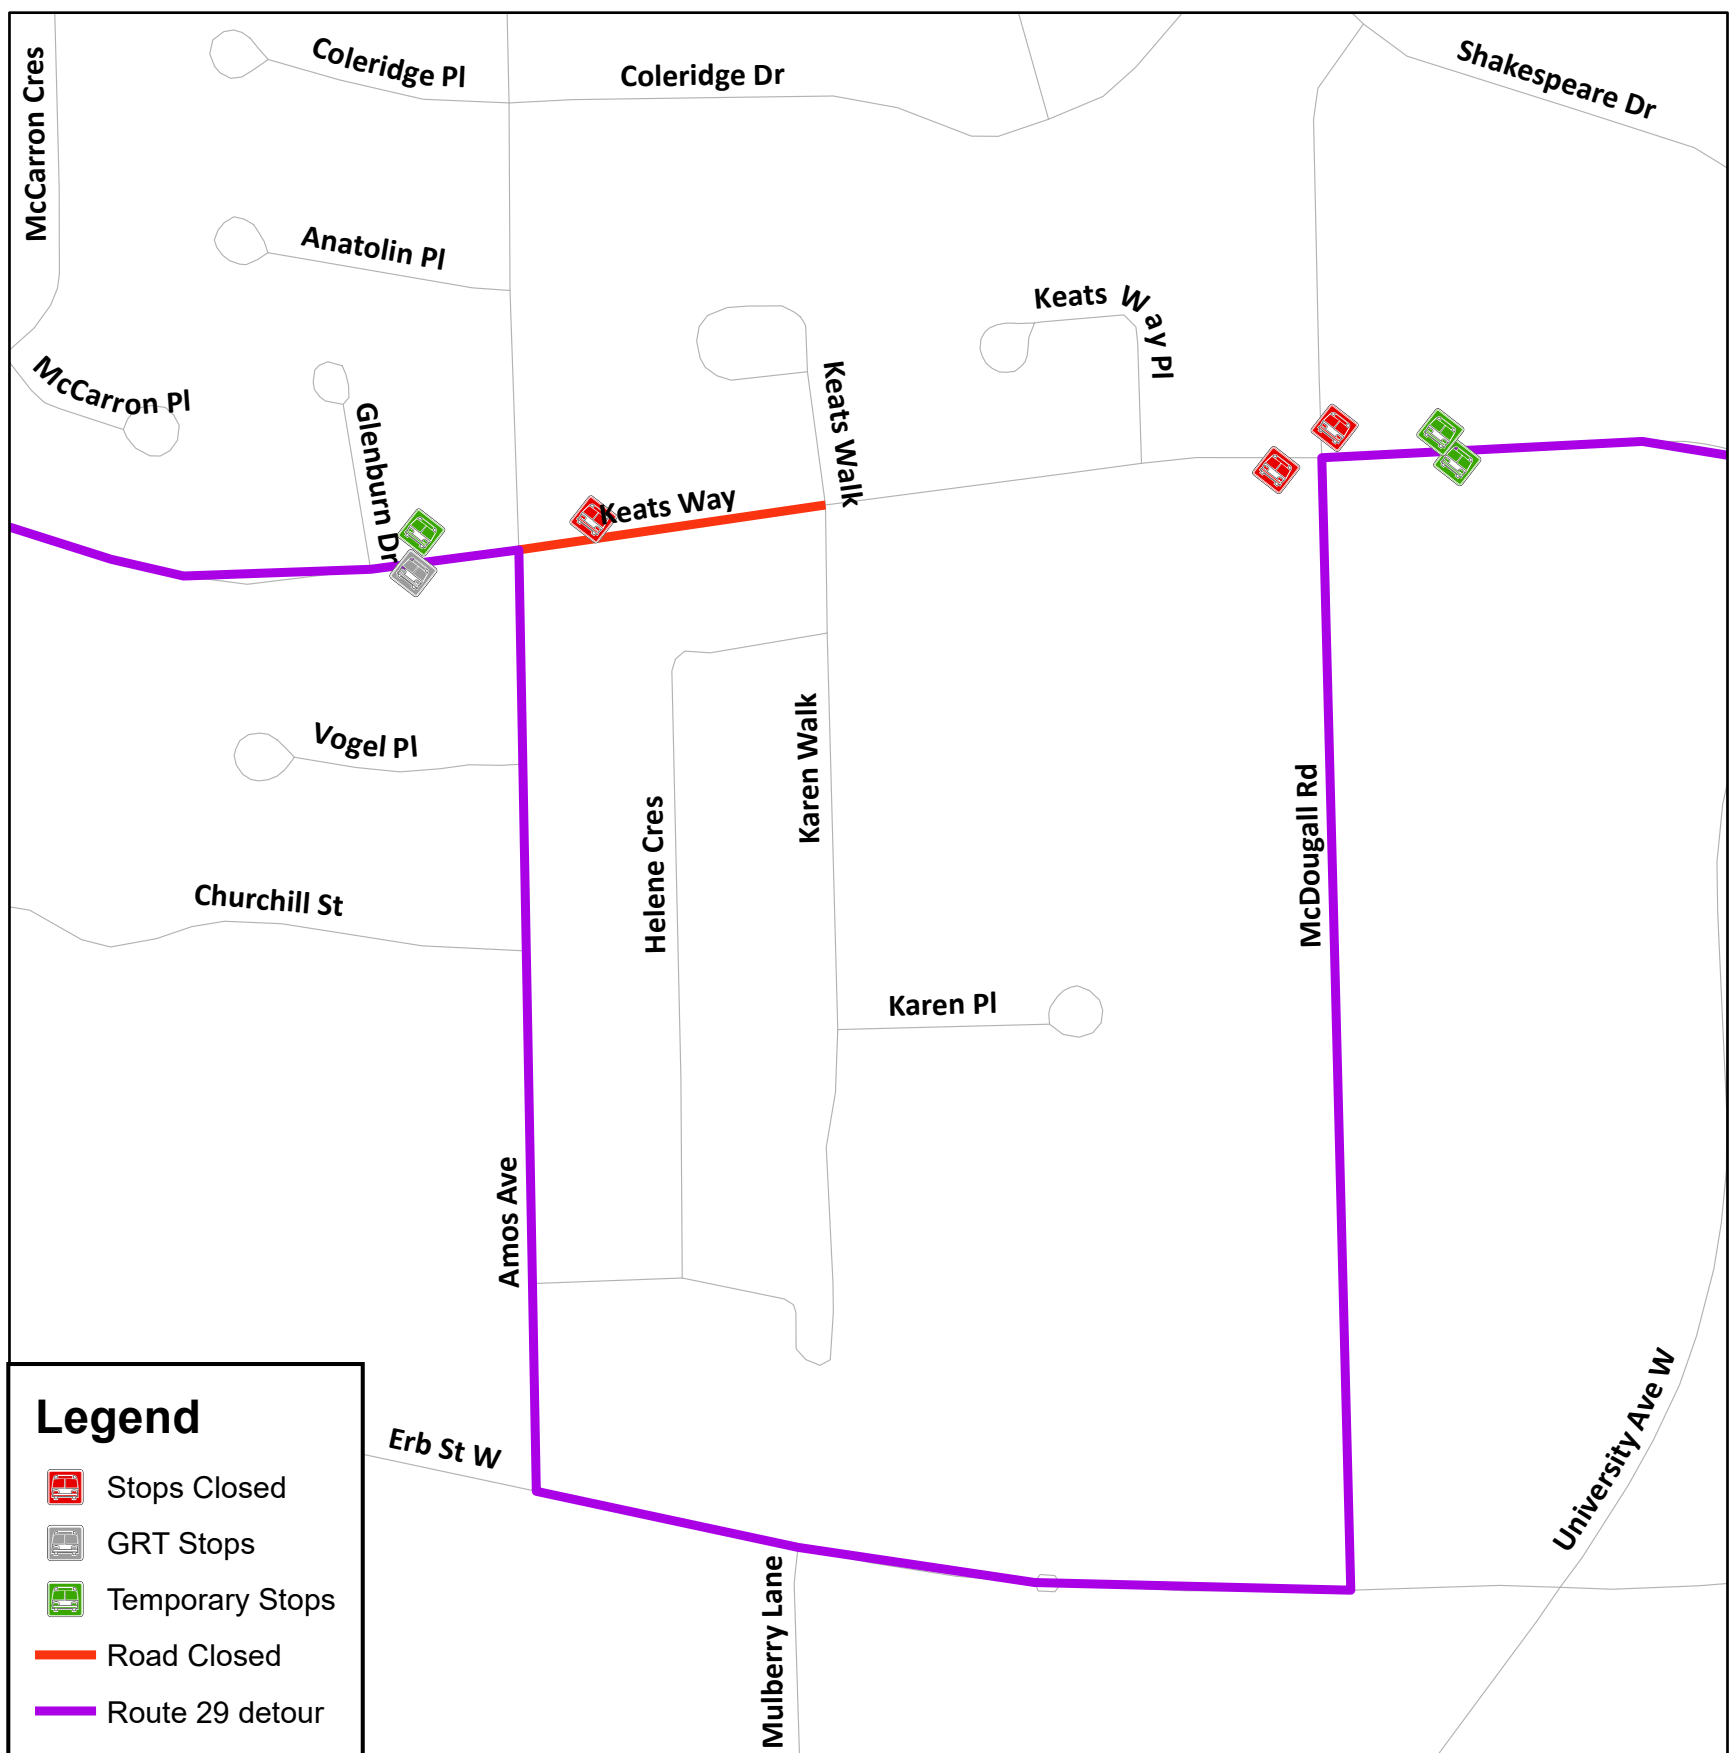 McCarron Cres
Coleridge Pl
Coleridge Dr
Shakespeare Dr
Anatolin Pl
Keats Way Pl
McCarron Pl
Glenburn Dr
Keats Walk
Keats Way
Vogel Pl
Karen Walk
Helene Cres
McDougall Rd
Churchill St
Karen Pl
Amos Ave
University Ave W
Erb St W
Mulberry Lane
Legend
Stops Closed
GRT Stops
Temporary Stops
Road Closed
Route 29 detour